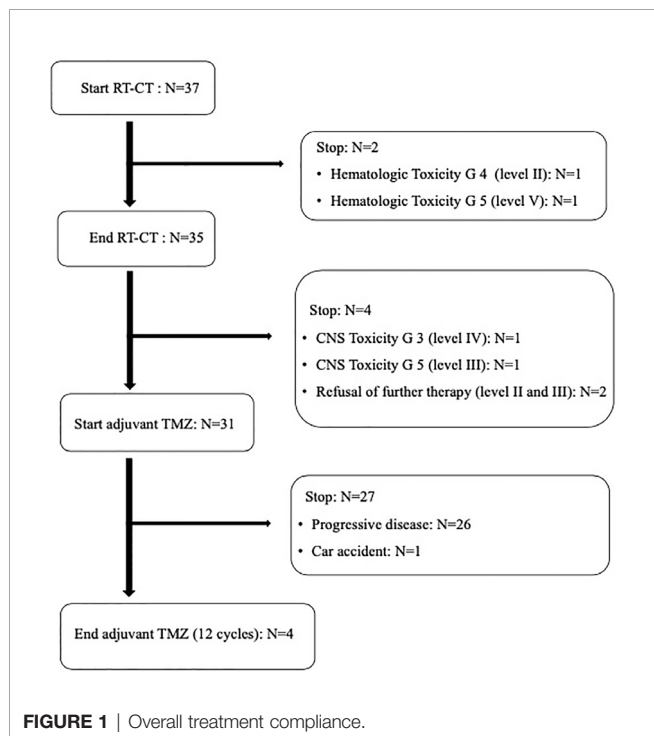 Start RT-CT : N=37
Stop: N=2
• Hematologic Toxicity G 4 (level II): N=1
• Hematologic Toxicity G 5 (level V): N=1
End RT-CT : N=35
Stop: N=4
• CNS Toxicity G 3 (level IV): N=1
• CNS Toxicity G 5 (level III): N=1
• Refusal of further therapy (level II and III): N=2
Start adjuvant TMZ: N=31
Stop: N=27
• Progressive disease: N=26
• Car accident: N=1
End adjuvant TMZ (12 cycles): N=4
FIGURE 1 | Overall treatment compliance.